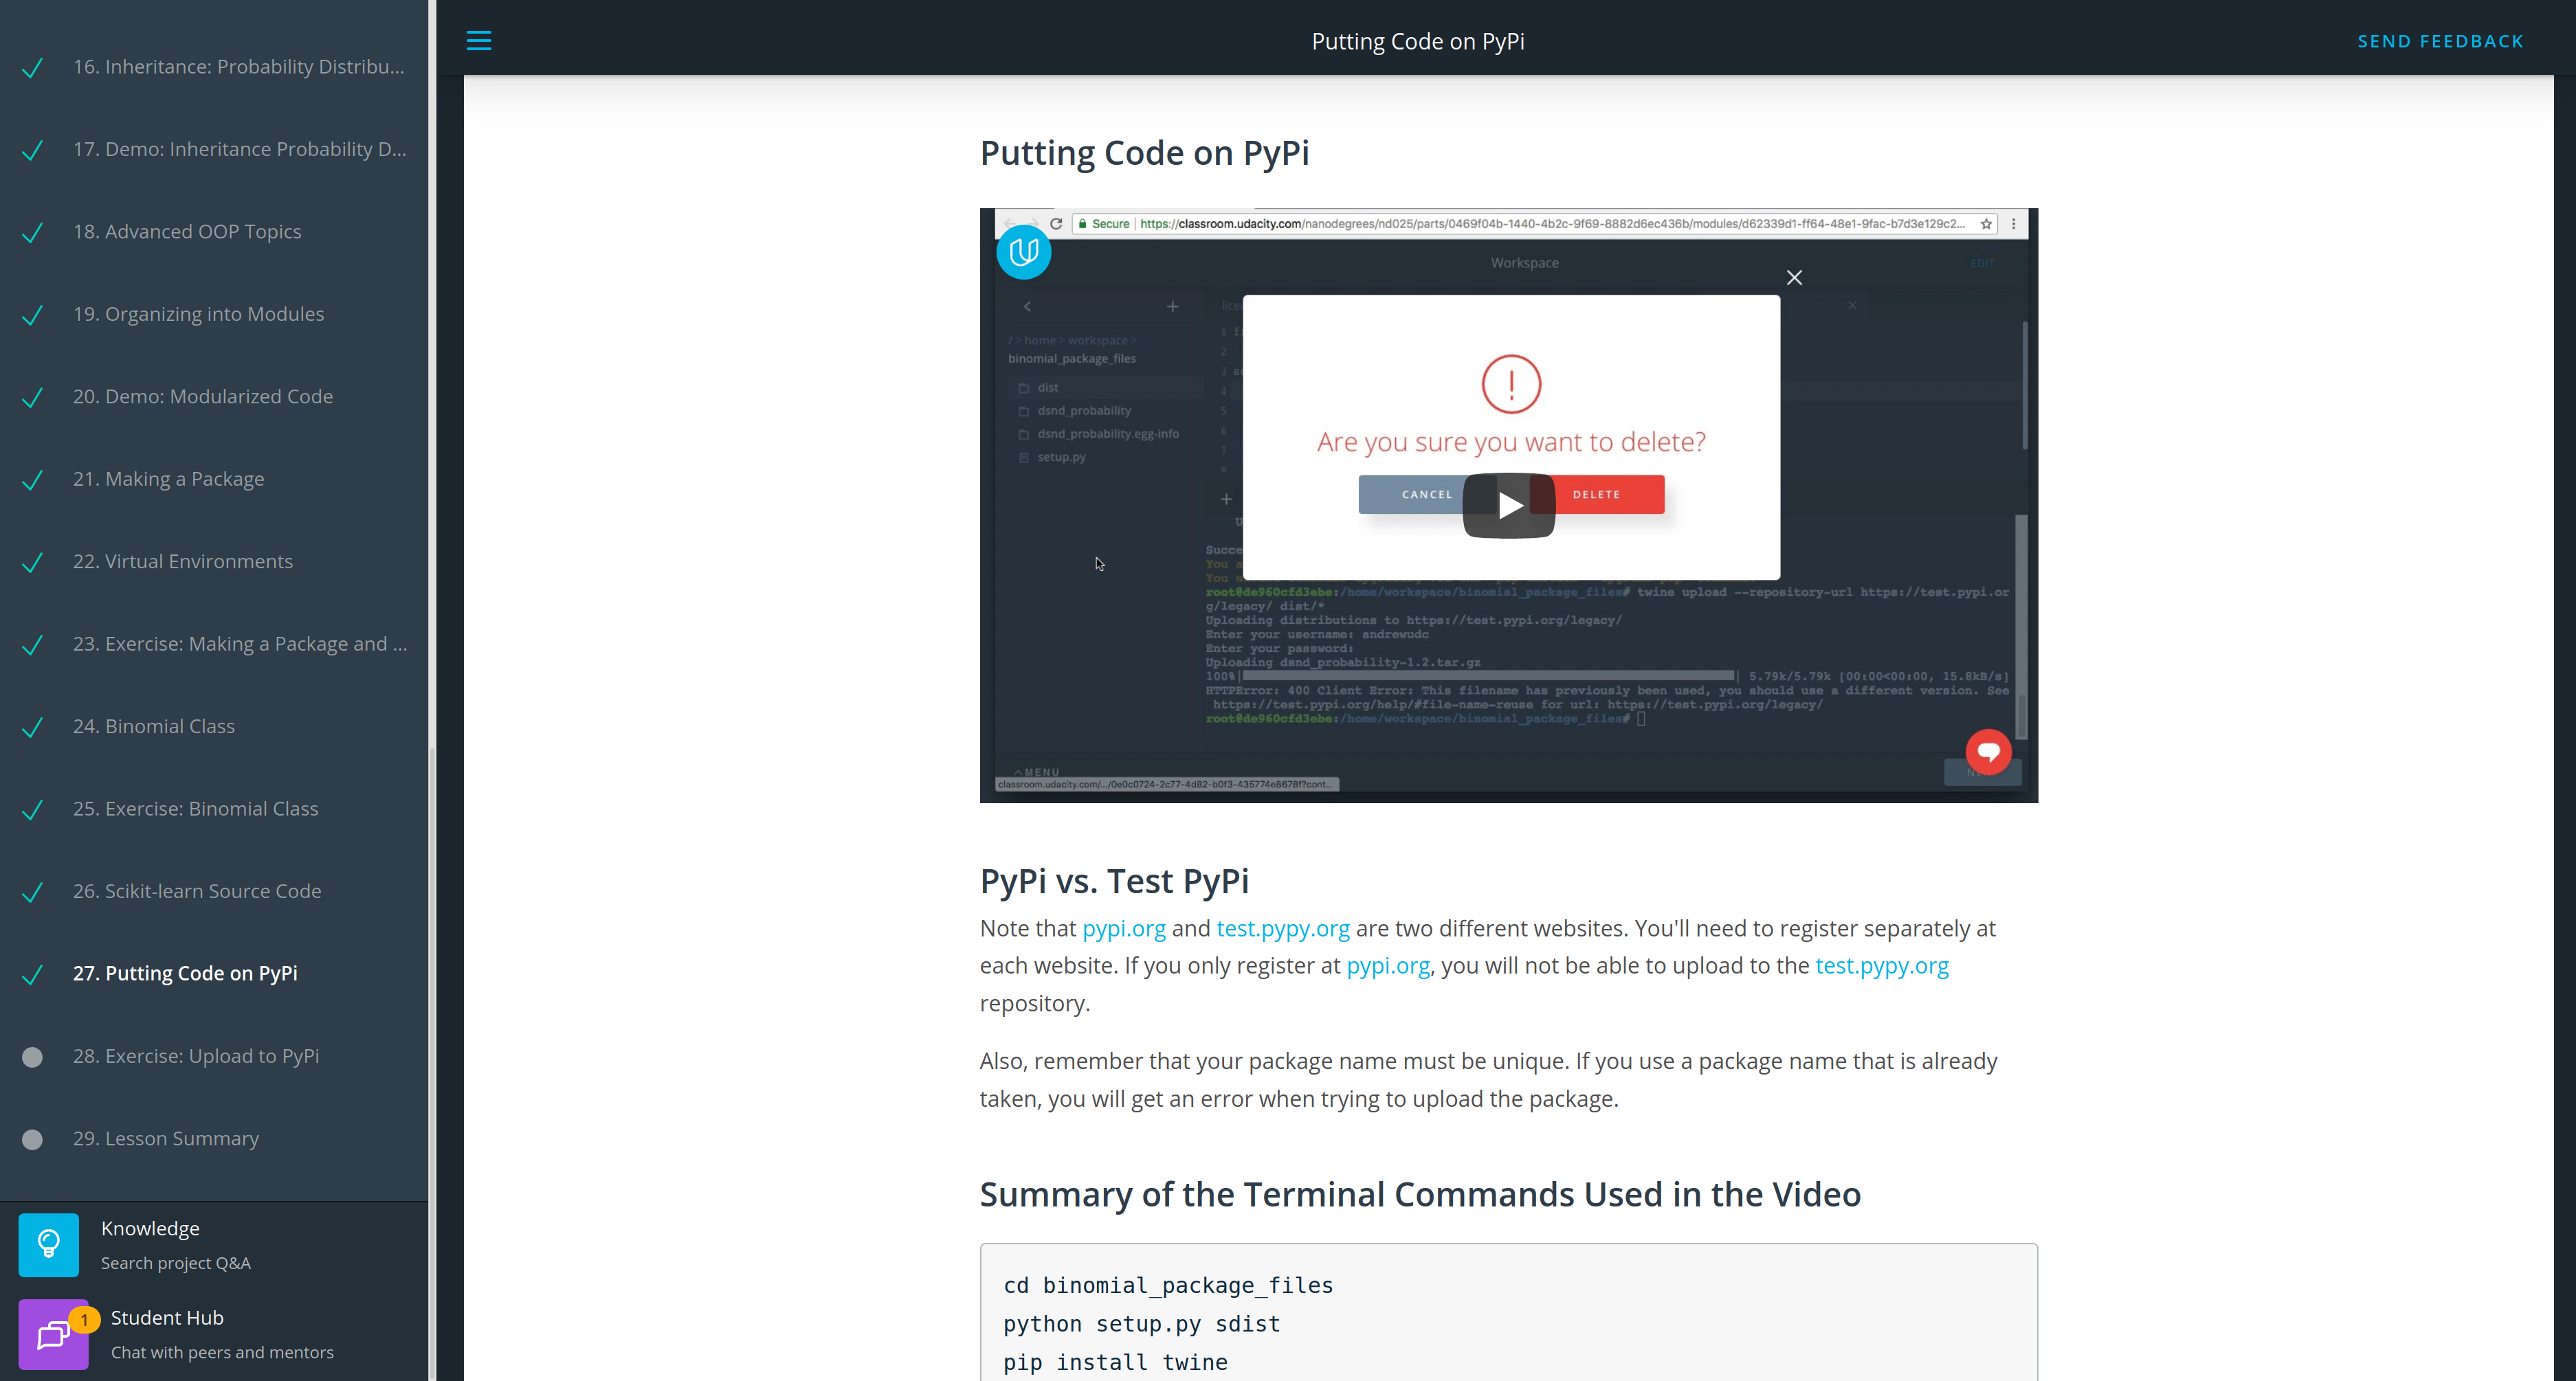 16. Inheritance: Probability Distribu...
17. Demo: Inheritance Probability D...
18. Advanced OOP Topics
19. Organizing into Modules
20. Demo: Modularized Code
21. Making a Package
22. Virtual Environments
23. Exercise: Making a Package and ...
24. Binomial Class
25. Exercise: Binomial Class
26. Scikit-learn Source Code
27. Putting Code on PyPi
28. Exercise: Upload to PyPi
29. Lesson Summary
Knowledge
Search project Q&A
1
Student Hub
Chat with peers and mentors
Putting Code on PyPi
SEND FEEDBACK
Putting Code on PyPi
Secure | https://classroom.udacity.com/nanodegrees/nd025/parts/0469f04b-1440-4b2c-9f69-8882d6ec436b/modules/d62339d1-ff64-48e1-9fac-b7d3e129c2...
Workspace
EDIT
/ > home > workspace >
binomial_package_files
dist
dsnd_probability
dsnd_probability.egg-info
setup.py
1
2
3
4
5
6
7
Are you sure you want to delete?
CANCEL
DELETE
Succe
You a
You a
root@de960cfd3ebe:/home/workspace/binomial_package_files# twine upload --repository-url https://test.pypi.or
g/legacy/ dist/*
Uploading distributions to https://test.pypi.org/legacy/
Enter your username: andrewudc
Enter your password:
Uploading dsnd_probability-1.2.tar.gz
100%| | 5.79k/5.79k [00:00<00:00, 15.8kB/s]
HTTPError: 400 Client Error: This filename has previously been used, you should use a different version. See
https://test.pypi.org/help/#file-name-reuse for url: https://test.pypi.org/legacy/
root@de960cfd3ebe:/home/workspace/binomial_package_files#
MENU
classroom.udacity.com/.../0e0c0724-2c77-4d82-b0f3-435774e8678f?cont...
PyPi vs. Test PyPi
Note that pypi.org and test.pypy.org are two different websites. You'll need to register separately at
each website. If you only register at pypi.org, you will not be able to upload to the test.pypy.org
repository.
Also, remember that your package name must be unique. If you use a package name that is already
taken, you will get an error when trying to upload the package.
Summary of the Terminal Commands Used in the Video
cd binomial_package_files
python setup.py sdist
pip install twine